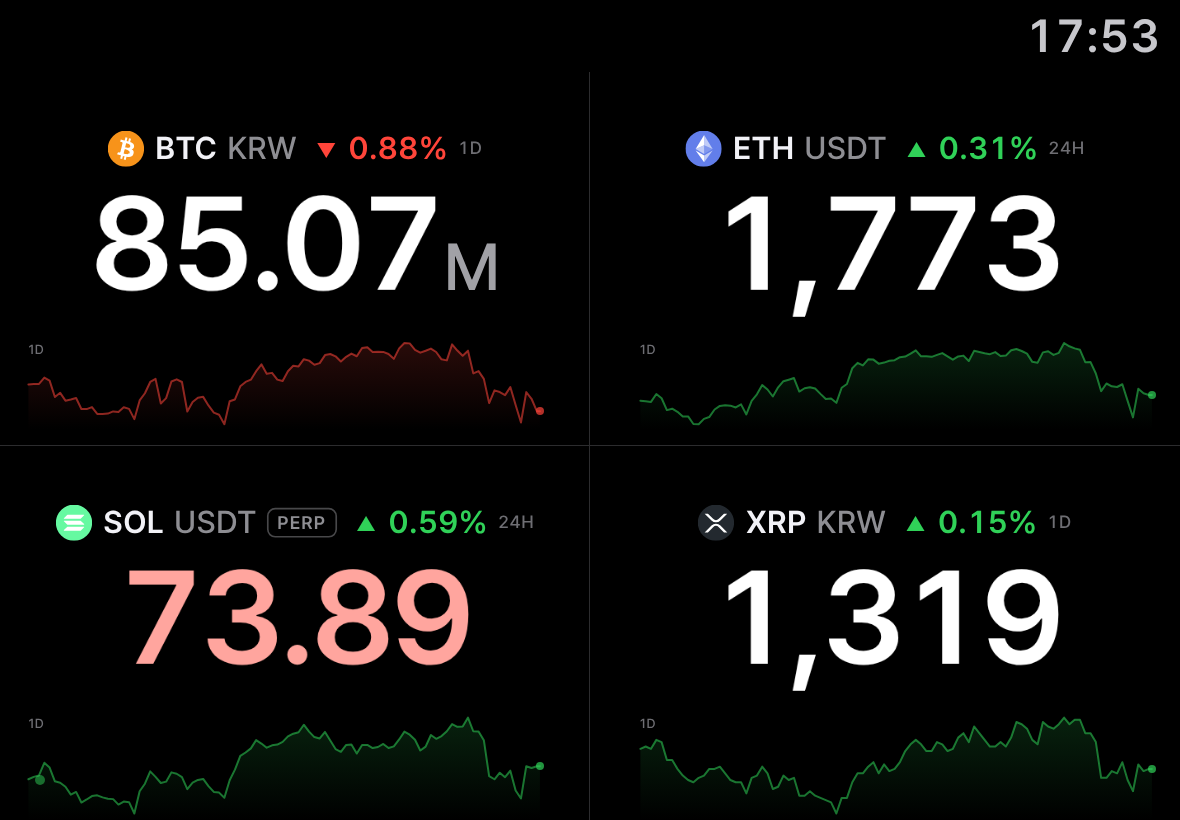 17:53
BTC KRW ▼ 0.88% 1D
85.07M
1D
ETH USDT ▲ 0.31% 24H
1,773
1D
SOL USDT PERP ▲ 0.59% 24H
73.89
1D
XRP KRW ▲ 0.15% 1D
1,319
1D